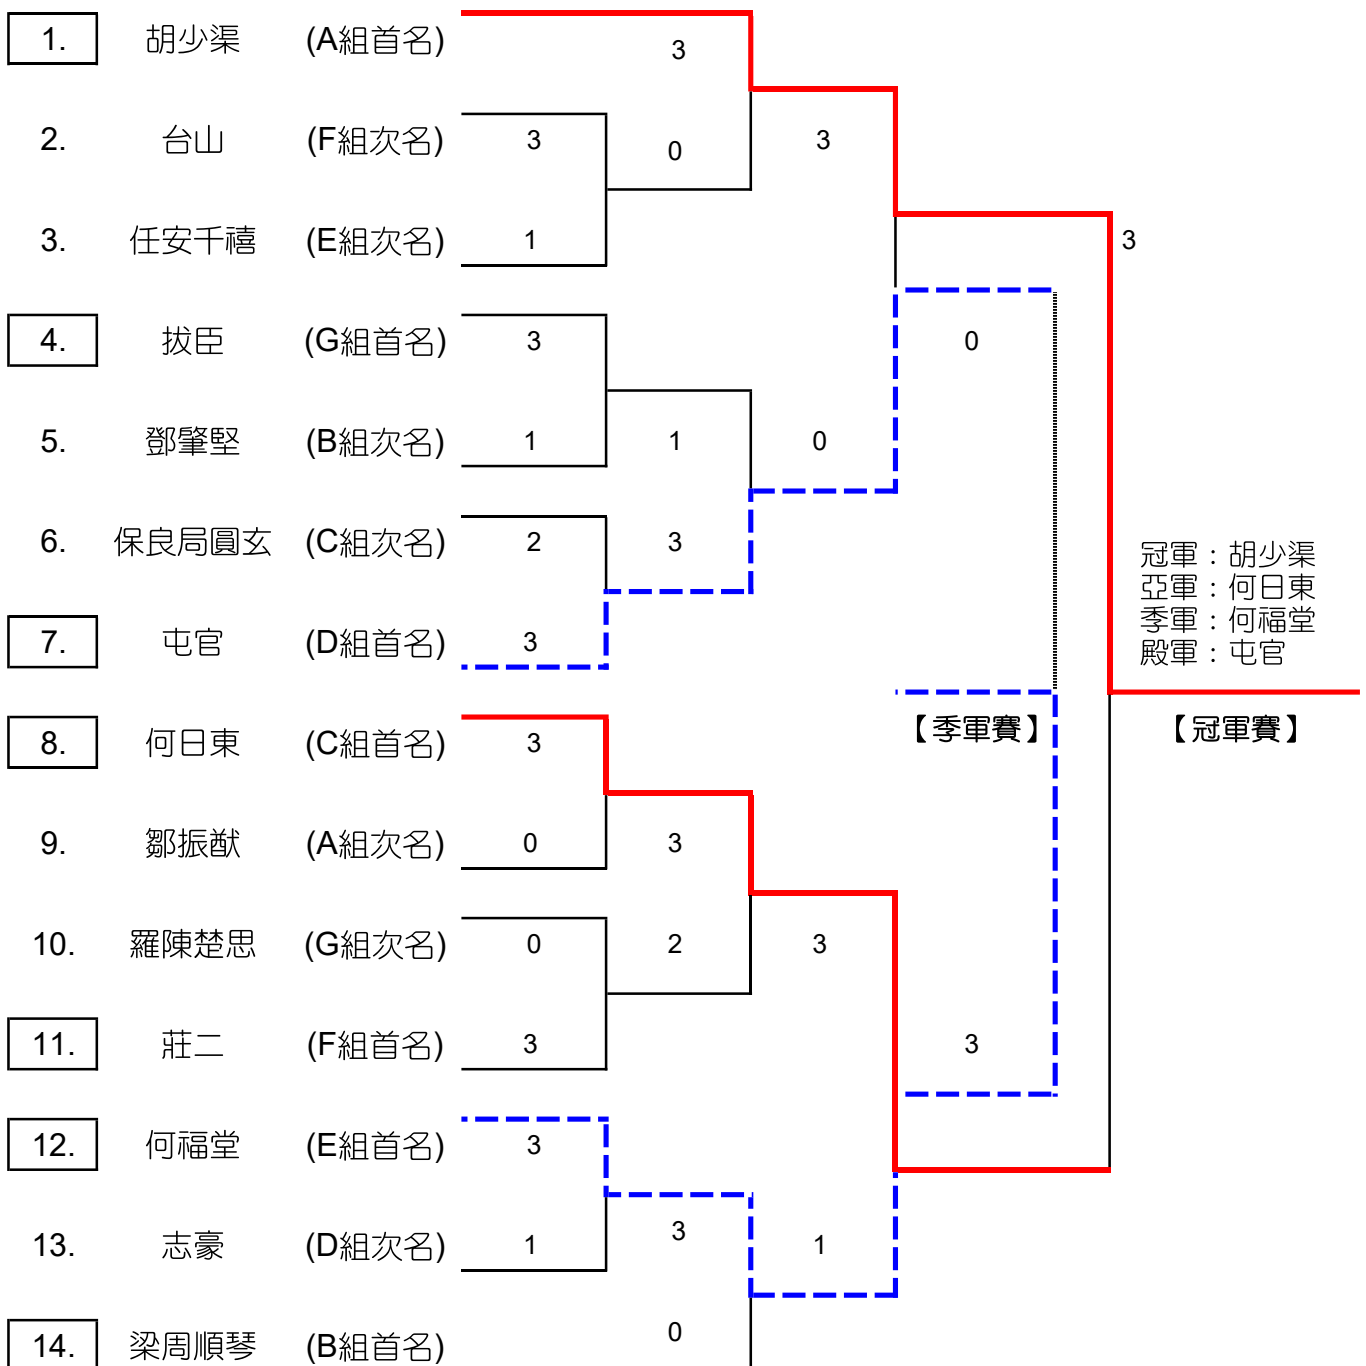 1. 胡少渠 (A組首名) 3
2. 台山 (F組次名) 3 0 3
3. 任安千禧 (E組次名) 1 3
4. 拔臣 (G組首名) 3 0
5. 鄧肇堅 (B組次名) 1 1 0
6. 保良局圓玄 (C組次名) 2 3
冠軍：胡少渠
亞軍：何日東
季軍：何福堂
殿軍：屯官
7. 屯官 (D組首名) 3
【季軍賽】 【冠軍賽】
8. 何日東 (C組首名) 3
9. 鄒振猷 (A組次名) 0 3
10. 羅陳楚思 (G組次名) 0 2 3
11. 莊二 (F組首名) 3 3
12. 何福堂 (E組首名) 3
13. 志豪 (D組次名) 1 3 1
14. 梁周順琴 (B組首名) 0